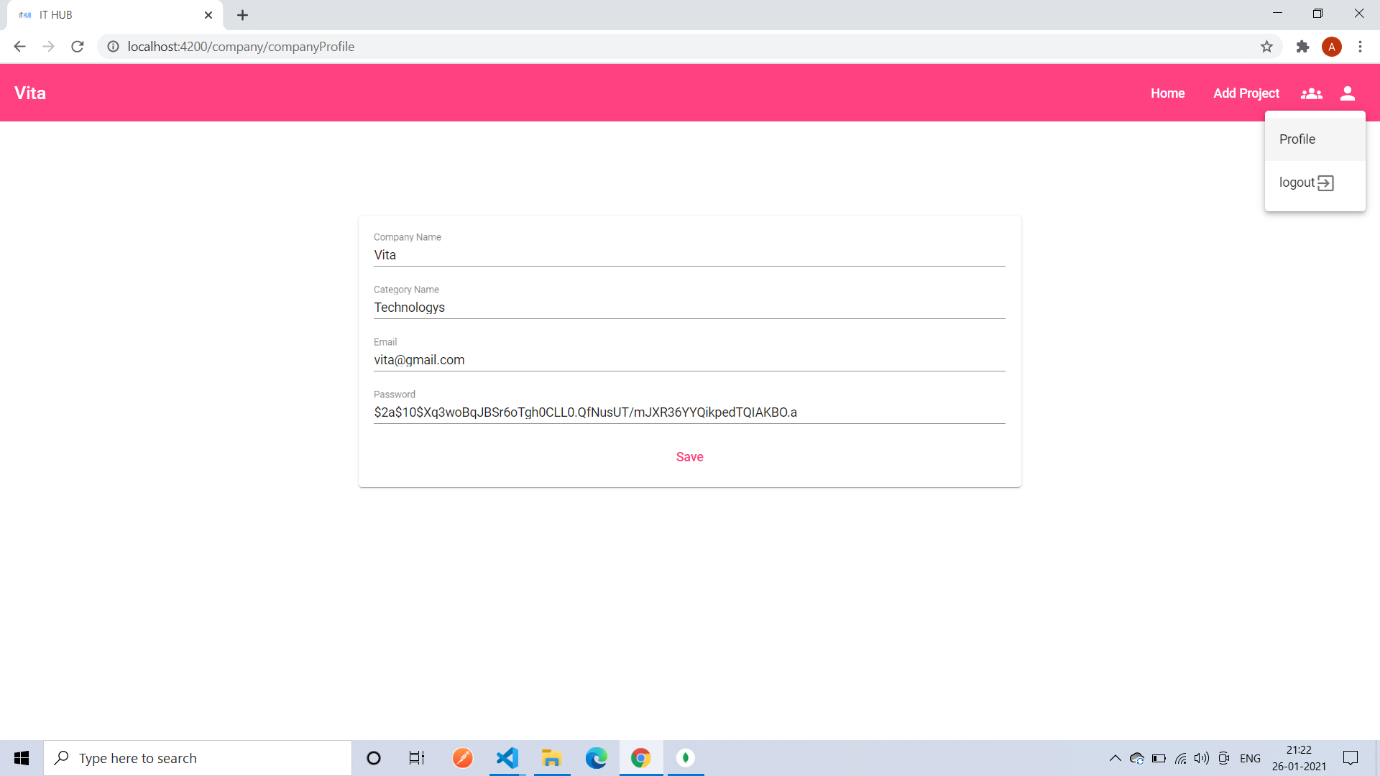 IT HUB
localhost:4200/company/companyProfile
A
Vita
Home
Add Project
Profile
logout
Company Name
Vita
Category Name
Technologys
Email
vita@gmail.com
Password
$2a$10$Xq3woBqJBSr6oTgh0CLL0.QfNusUT/mJXR36YYQikpedTQIAKBO.a
Save
Type here to search
ENG
21:22
26-01-2021